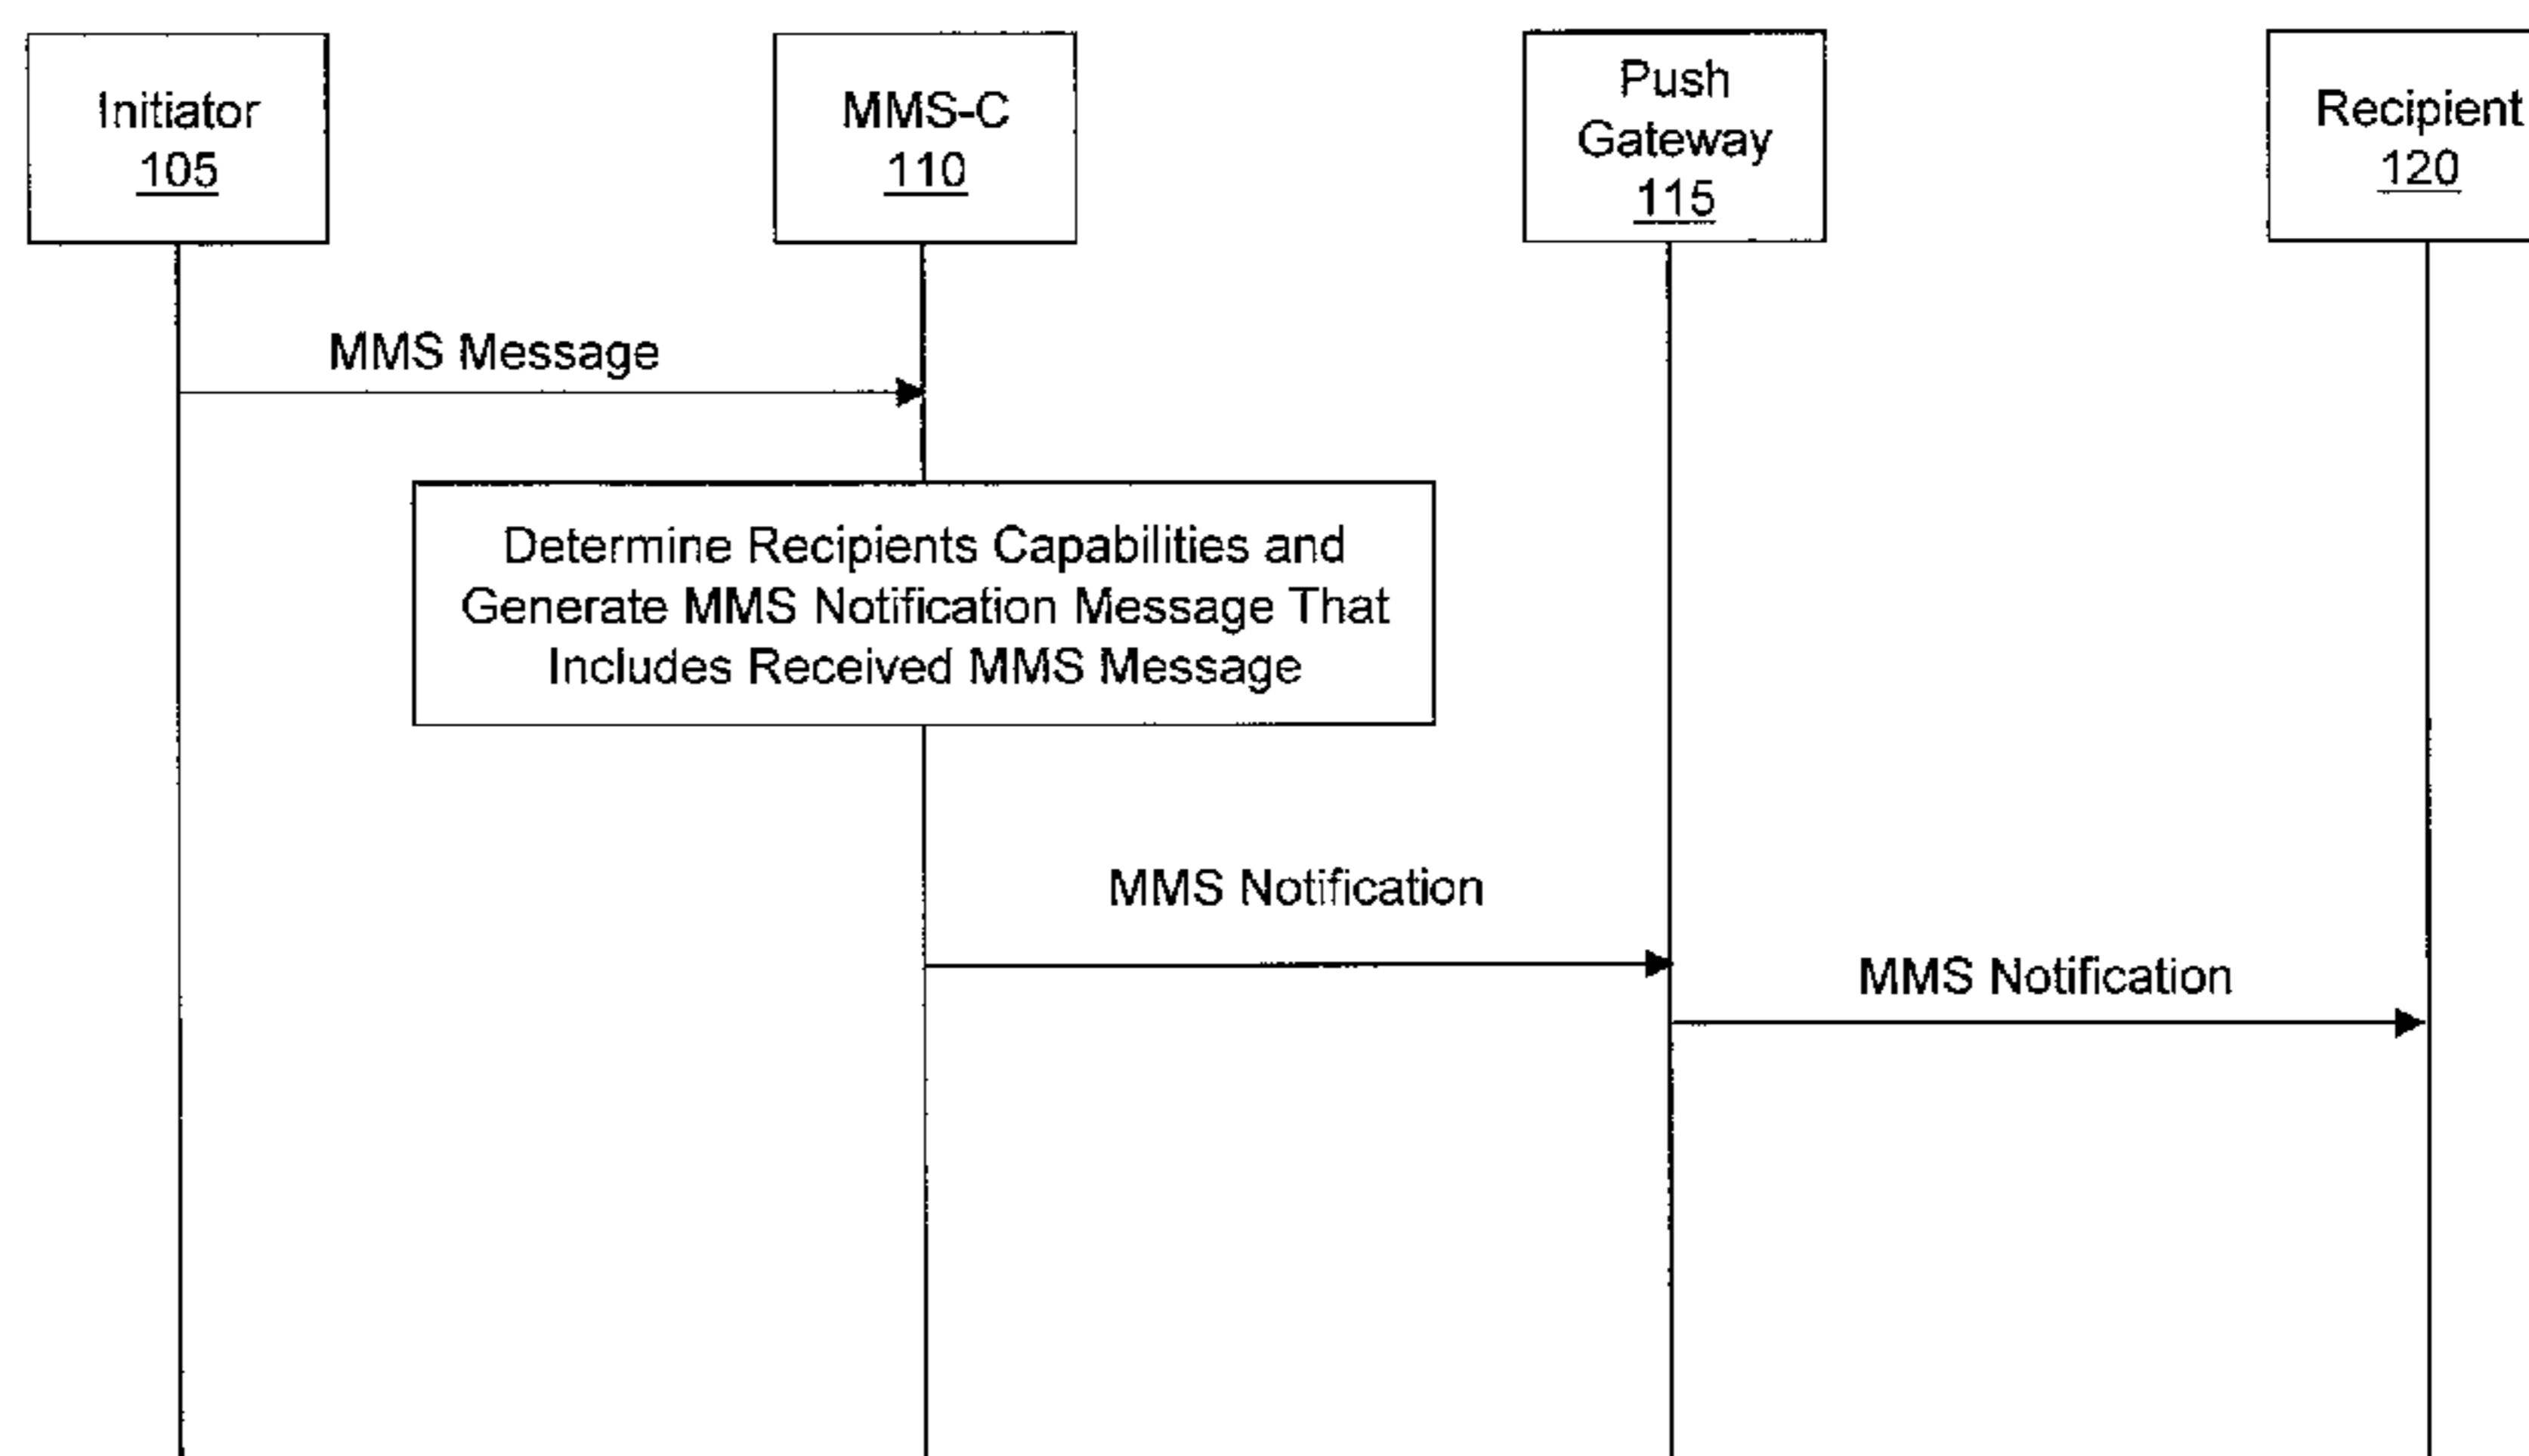 Initiator
105
MMS-C
110
Push
Gateway
115
Recipient
120
MMS Message
Determine Recipients Capabilities and
Generate MMS Notification Message That
Includes Received MMS Message
MMS Notification
MMS Notification